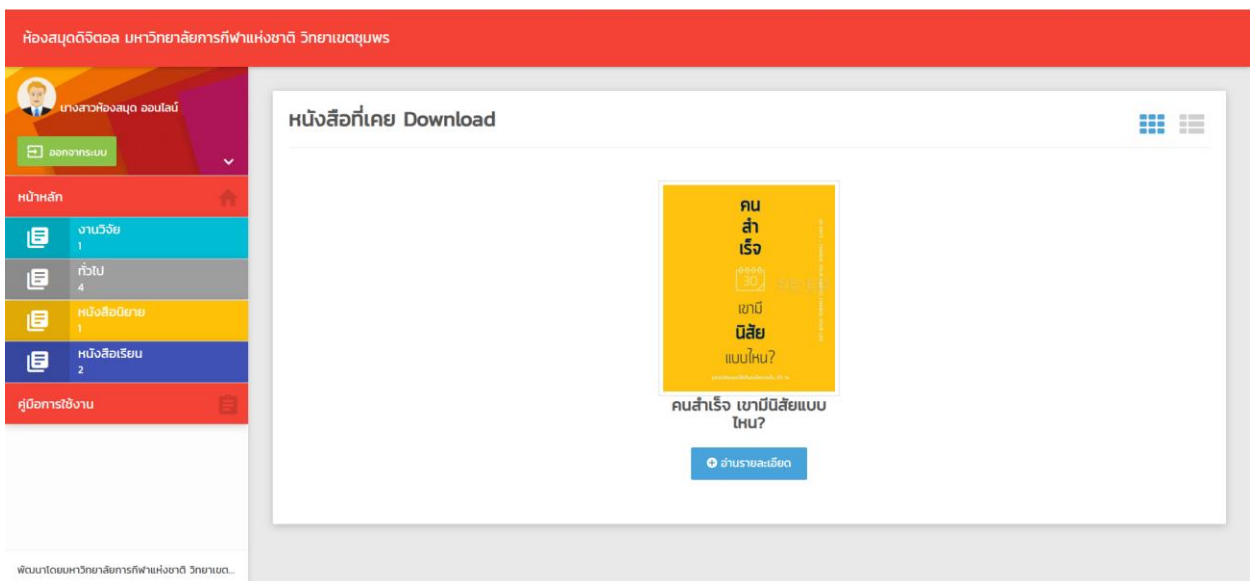 ห้องสมุดดิจิตอล มหาวิทยาลัยการกีฬาแห่งชาติ วิทยาเขตชุมพร
นางสาวห้องสมุด ออนไลน์
ออกจากระบบ
หน้าหลัก
งานวิจัย
1
ทั่วไป
4
หนังสือนิยาย
1
หนังสือเรียน
2
คู่มือการใช้งาน
พัฒนาโดยมหาวิทยาลัยการกีฬาแห่งชาติ วิทยาเขต...
หนังสือที่เคย Download
คน
สำ
เร็จ
30
เขามี
นิสัย
แบบไหน?
คนสำเร็จ เขามีนิสัยแบบ
ไหน?
อ่านรายละเอียด